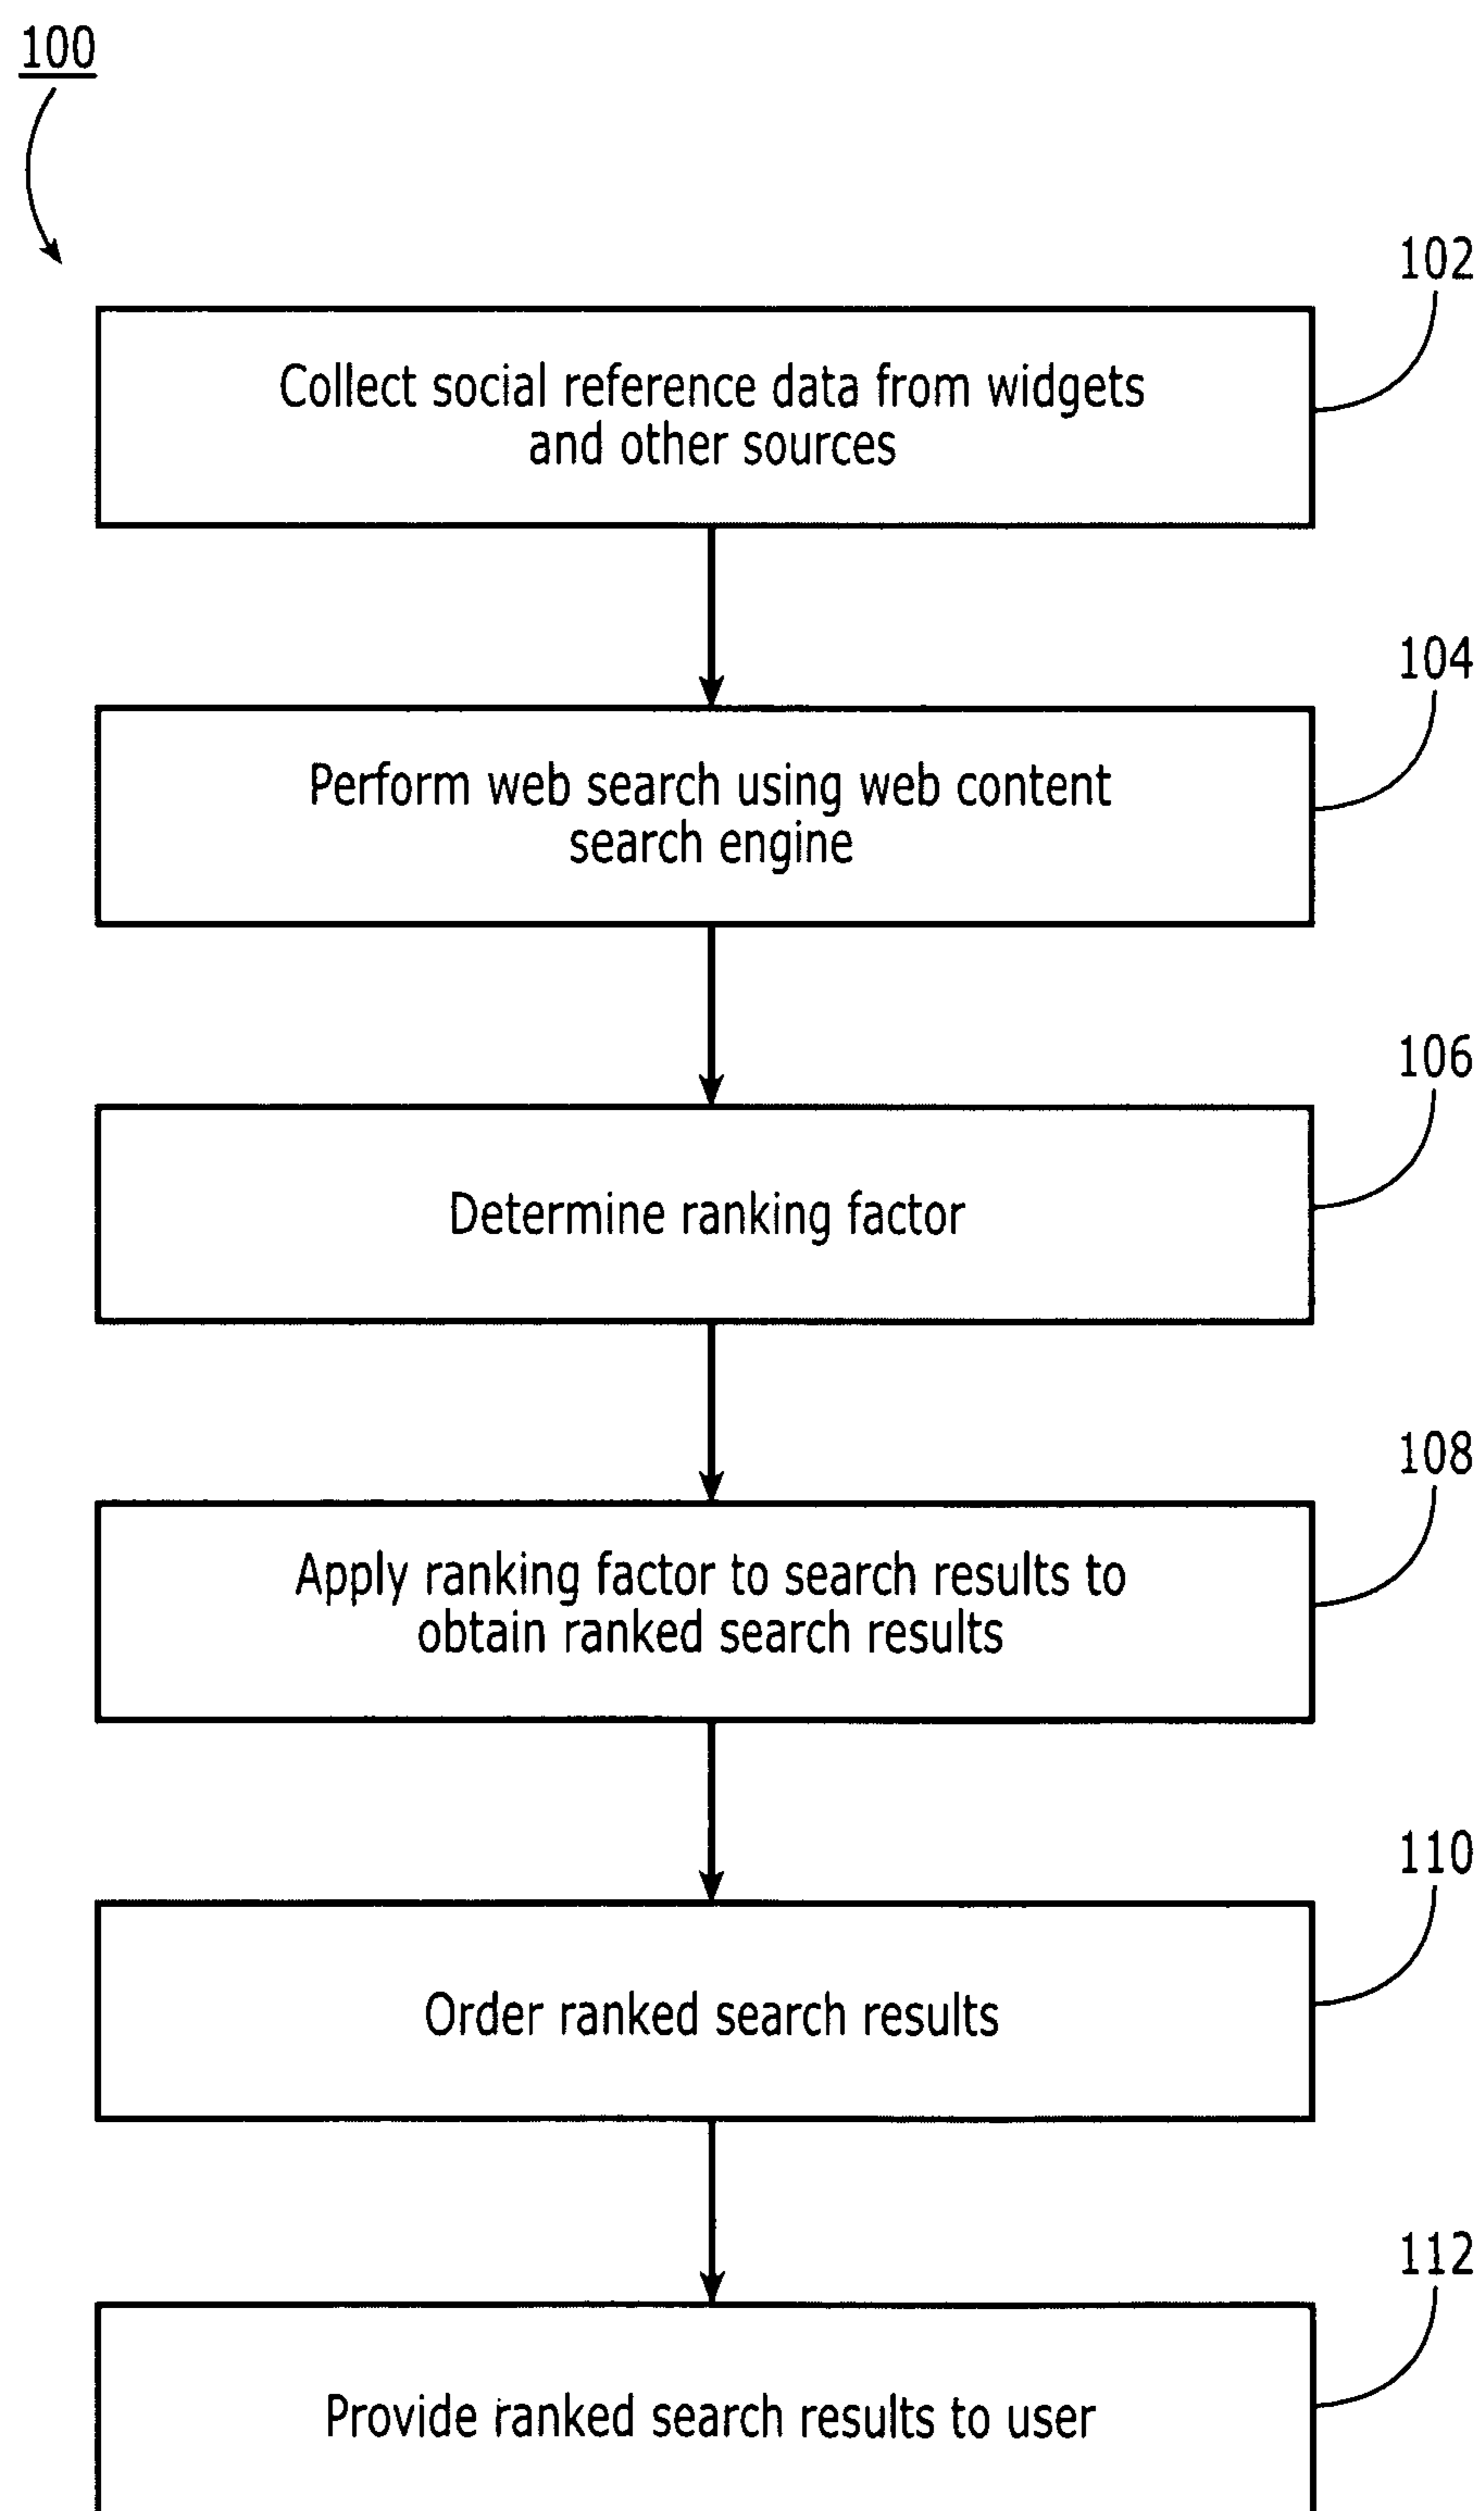 100
102
Collect social reference data from widgets
and other sources
104
Perform web search using web content
search engine
106
Determine ranking factor
108
Apply ranking factor to search results to
obtain ranked search results
110
Order ranked search results
112
Provide ranked search results to user